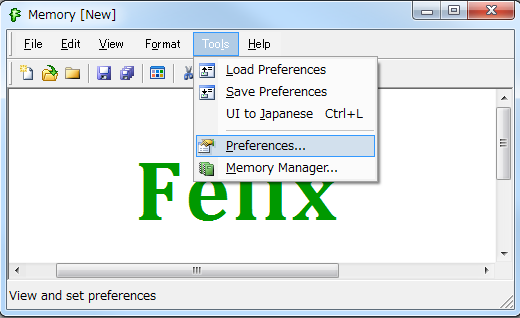 Memory [New]
File Edit View Format Tools Help
Load Preferences
Save Preferences
UI to Japanese Ctrl+L
Preferences...
Memory Manager...
Felix
View and set preferences